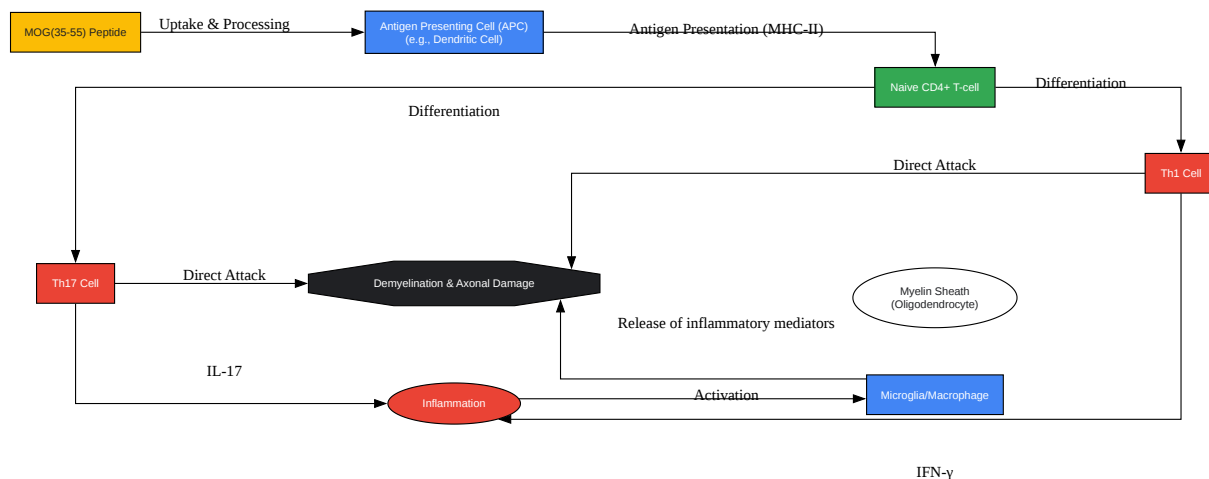 MOG(35-55) Peptide
Uptake & Processing
Antigen Presenting Cell (APC)
(e.g., Dendritic Cell)
Antigen Presentation (MHC-II)
Naive CD4+ T-cell
Differentiation
Differentiation
Direct Attack
Th1 Cell
Th17 Cell
Direct Attack
Demyelination & Axonal Damage
Myelin Sheath
(Oligodendrocyte)
Release of inflammatory mediators
IL-17
Inflammation
Activation
Microglia/Macrophage
IFN-γ